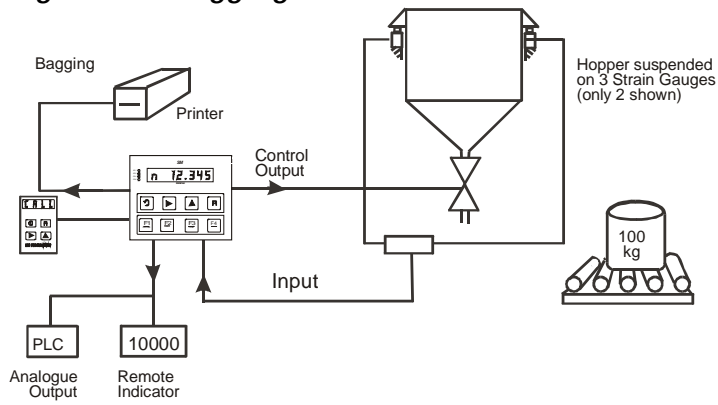 Bagging
Printer
Hopper suspended
on 3 Strain Gauges
(only 2 shown)
Control
Output
n 12.345
CALL
100
kg
Input
PLC
10000
Analogue
Output
Remote
Indicator